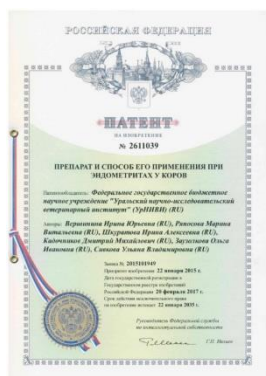 РОССИЙСКАЯ ФЕДЕРАЦИЯ
ПАТЕНТ
НА ИЗОБРЕТЕНИЕ
№ 2611039
ПРЕПАРАТ И СПОСОБ ЕГО ПРИМЕНЕНИЯ ПРИ
ЭНДОМЕТРИТАХ У КОРОВ
Патентообладатель: Федеральное государственное бюджетное
научное учреждение "Уральский научно-исследовательский
ветеринарный институт" (УрНИВИ) (RU)
Авторы: Вершинина Ирина Юрьевна (RU), Ряпосова Марина
Витальевна (RU), Шкуратова Ирина Алексеевна (RU),
Дмитрий Михайлович (RU), Ольга
Ивановна (RU), Сивкова Ульяна Владимировна (RU)
Заявка № 2015101949
Приоритет изобретения 22 января 2015 г.
Дата государственной регистрации в
Государственном реестре изобретений
Российской Федерации 20 февраля 2017 г.
Срок действия исключительного права
на изобретение истекает 22 января 2035 г.
Руководитель Федеральной службы
по интеллектуальной собственности
Г.П. Ивлиев